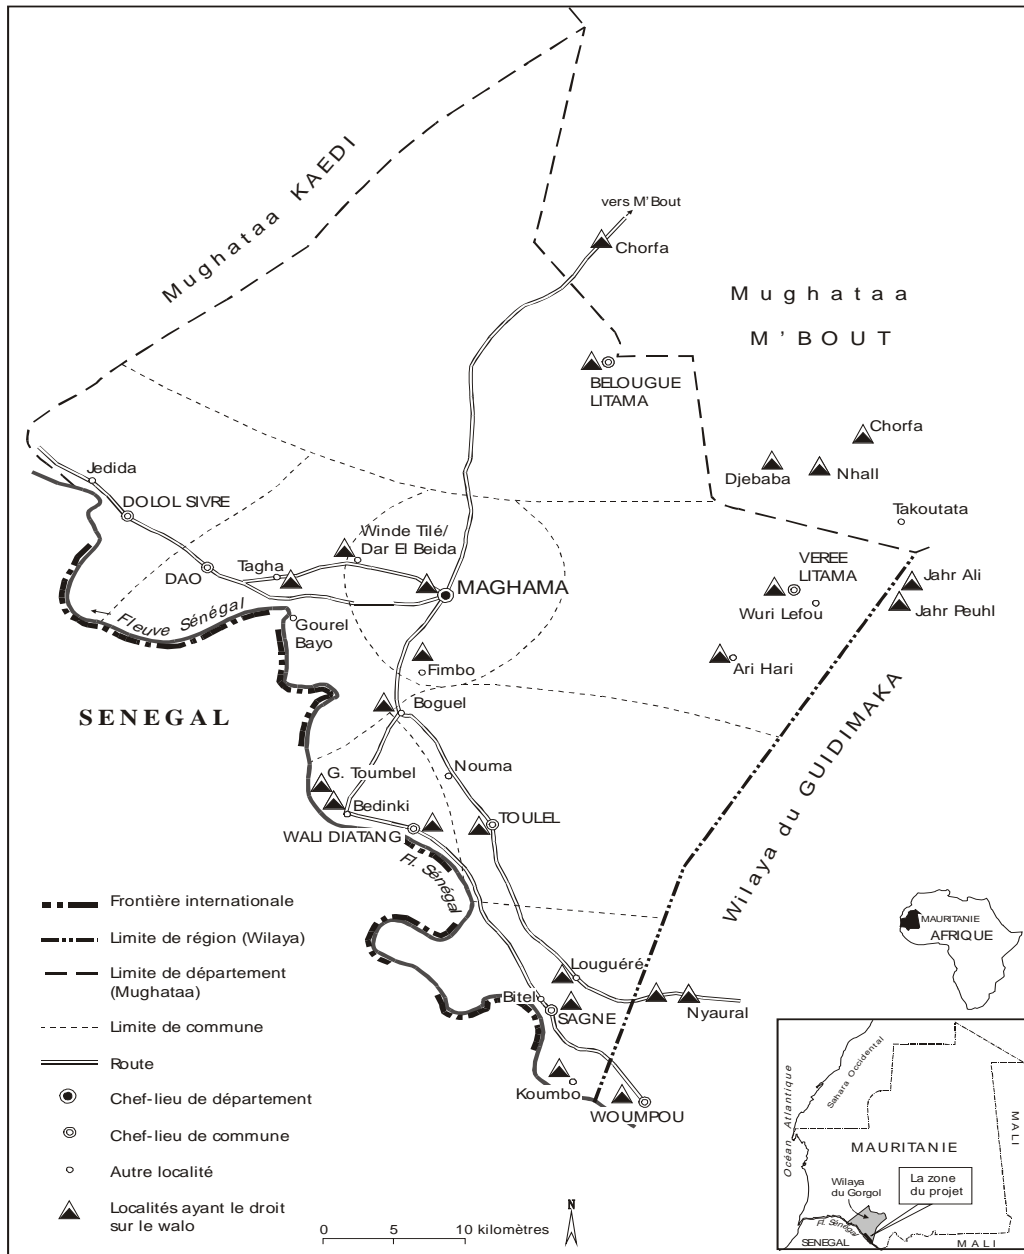 Mughataa KAEDI
vers M'Bout
Chorfa
Mughataa
M'BOUT
BELOUGUE
LITAMA
Chorfa
Djebaba
Nhall
Jedida
DOLOL SIVRE
Takoutata
Winde Tilé/
Dar El Beida
Tagha
DAO
MAGHAMA
VEREE
LITAMA
Jahr Ali
Wuri Lefou
Jahr Peuhl
Fleuve Sénégal
Gourel
Bayo
Fimbo
Ari Hari
SENEGAL
Boguel
Wilaya du GUIDIMAKA
G. Toumbel
Nouma
Bedinki
WALI DIATANG
TOULEL
Fl. Sénégal
Louguéré
Bitel
SAGNE
Nyaural
Koumbo
WOUMPOU
Frontière internationale
Limite de région (Wilaya)
Limite de département
(Mughataa)
Limite de commune
Route
Chef-lieu de département
Chef-lieu de commune
Autre localité
Localités ayant le droit
sur le walo
0 5 10 kilomètres
N
MAURITANIE
AFRIQUE
Océan Atlantique
Sahara Occidental
MALI
MAURITANIE
Wilaya
du Gorgol
La zone
du projet
Fl. Sénégal
SENEGAL
MALI